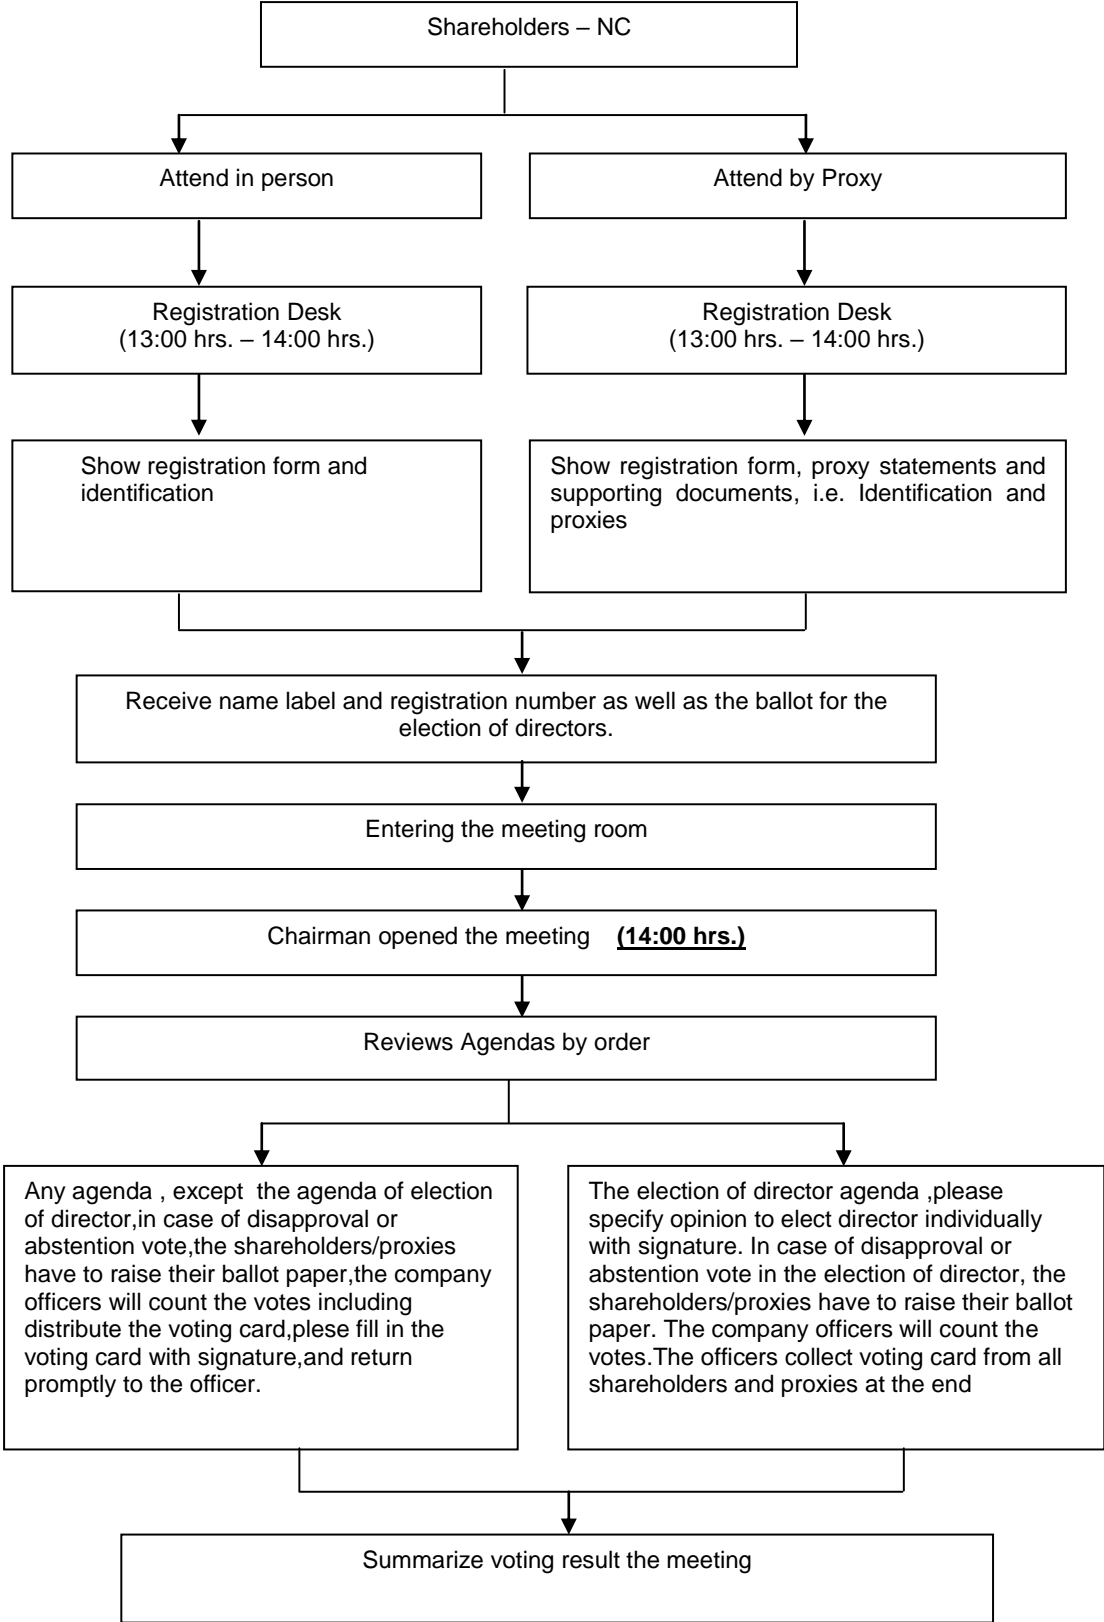 Shareholders – NC
Attend in person
Attend by Proxy
Registration Desk
(13:00 hrs. – 14:00 hrs.)
Registration Desk
(13:00 hrs. – 14:00 hrs.)
Show registration form and
identification
Show registration form, proxy statements and
supporting documents, i.e. Identification and
proxies
Receive name label and registration number as well as the ballot for the
election of directors.
Entering the meeting room
Chairman opened the meeting (14:00 hrs.)
Reviews Agendas by order
Any agenda , except the agenda of election
of director,in case of disapproval or
abstention vote,the shareholders/proxies
have to raise their ballot paper,the company
officers will count the votes including
distribute the voting card,plese fill in the
voting card with signature,and return
promptly to the officer.
The election of director agenda ,please
specify opinion to elect director individually
with signature. In case of disapproval or
abstention vote in the election of director, the
shareholders/proxies have to raise their ballot
paper. The company officers will count the
votes.The officers collect voting card from all
shareholders and proxies at the end
Summarize voting result the meeting